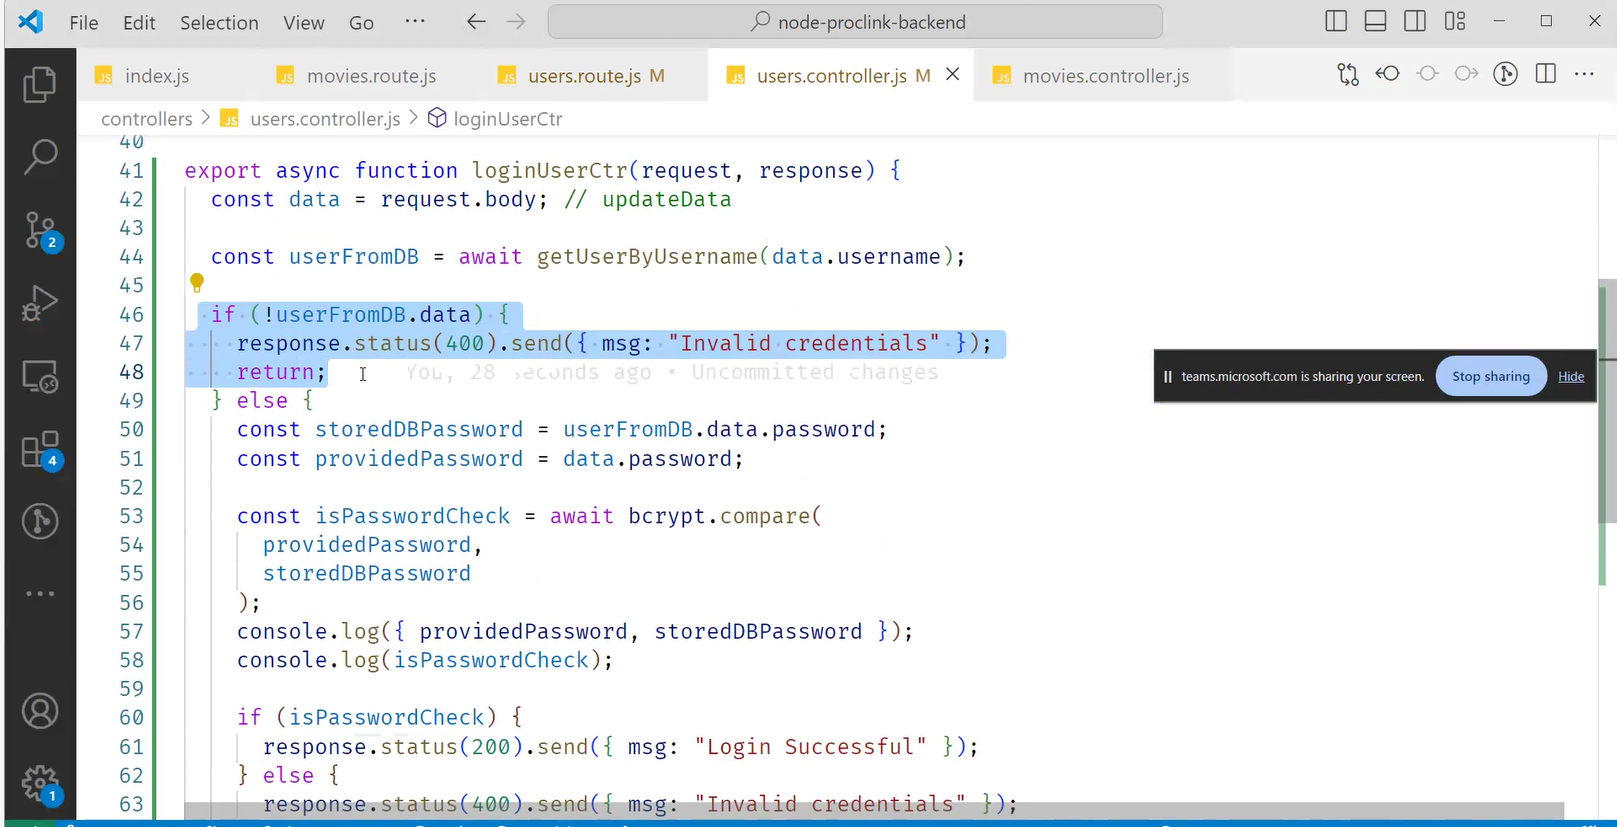 File Edit Selection View Go ··· node-proclink-backend
JS index.js JS movies.route.js JS users.route.js M JS users.controller.js M JS movies.controller.js
controllers > JS users.controller.js > loginUserCtr
40
41 export async function loginUserCtr(request, response) {
42 const data = request.body; // updateData
43
44 const userFromDB = await getUserByUsername(data.username);
45
46 if (!userFromDB.data) {
47 response.status(400).send({ msg: "Invalid credentials" });
48 return; You, 28 seconds ago • Uncommitted changes
49 } else {
50 const storedDBPassword = userFromDB.data.password;
51 const providedPassword = data.password;
52
53 const isPasswordCheck = await bcrypt.compare(
54 providedPassword,
55 storedDBPassword
56 );
57 console.log({ providedPassword, storedDBPassword });
58 console.log(isPasswordCheck);
59
60 if (isPasswordCheck) {
61 response.status(200).send({ msg: "Login Successful" });
62 } else {
63 response.status(400).send({ msg: "Invalid credentials" });
teams.microsoft.com is sharing your screen. Stop sharing Hide
2
4
1